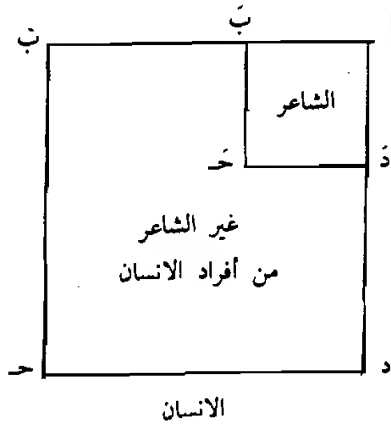 بَ
ب
الشاعر
دَ
حَـ
غير الشاعر
من أفراد الانسان
د
حـ
الانسان